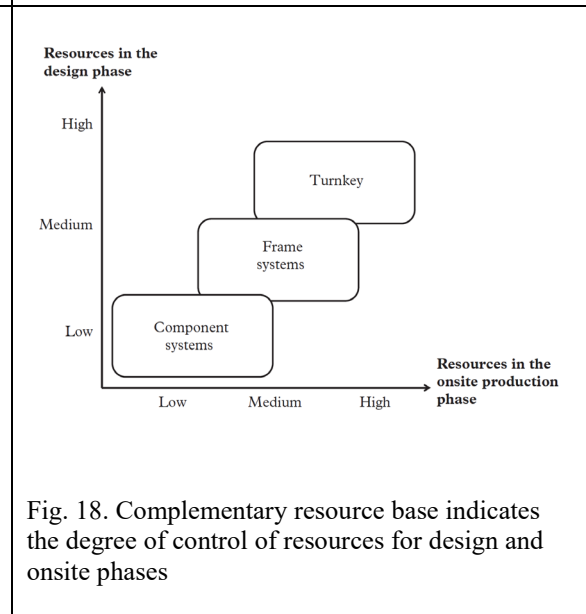 Resources in the
design phase
High
Turnkey
Medium
Frame
systems
Component
systems
Low
Resources in the
onsite production
phase
Low Medium High
Fig. 18. Complementary resource base indicates
the degree of control of resources for design and
onsite phases